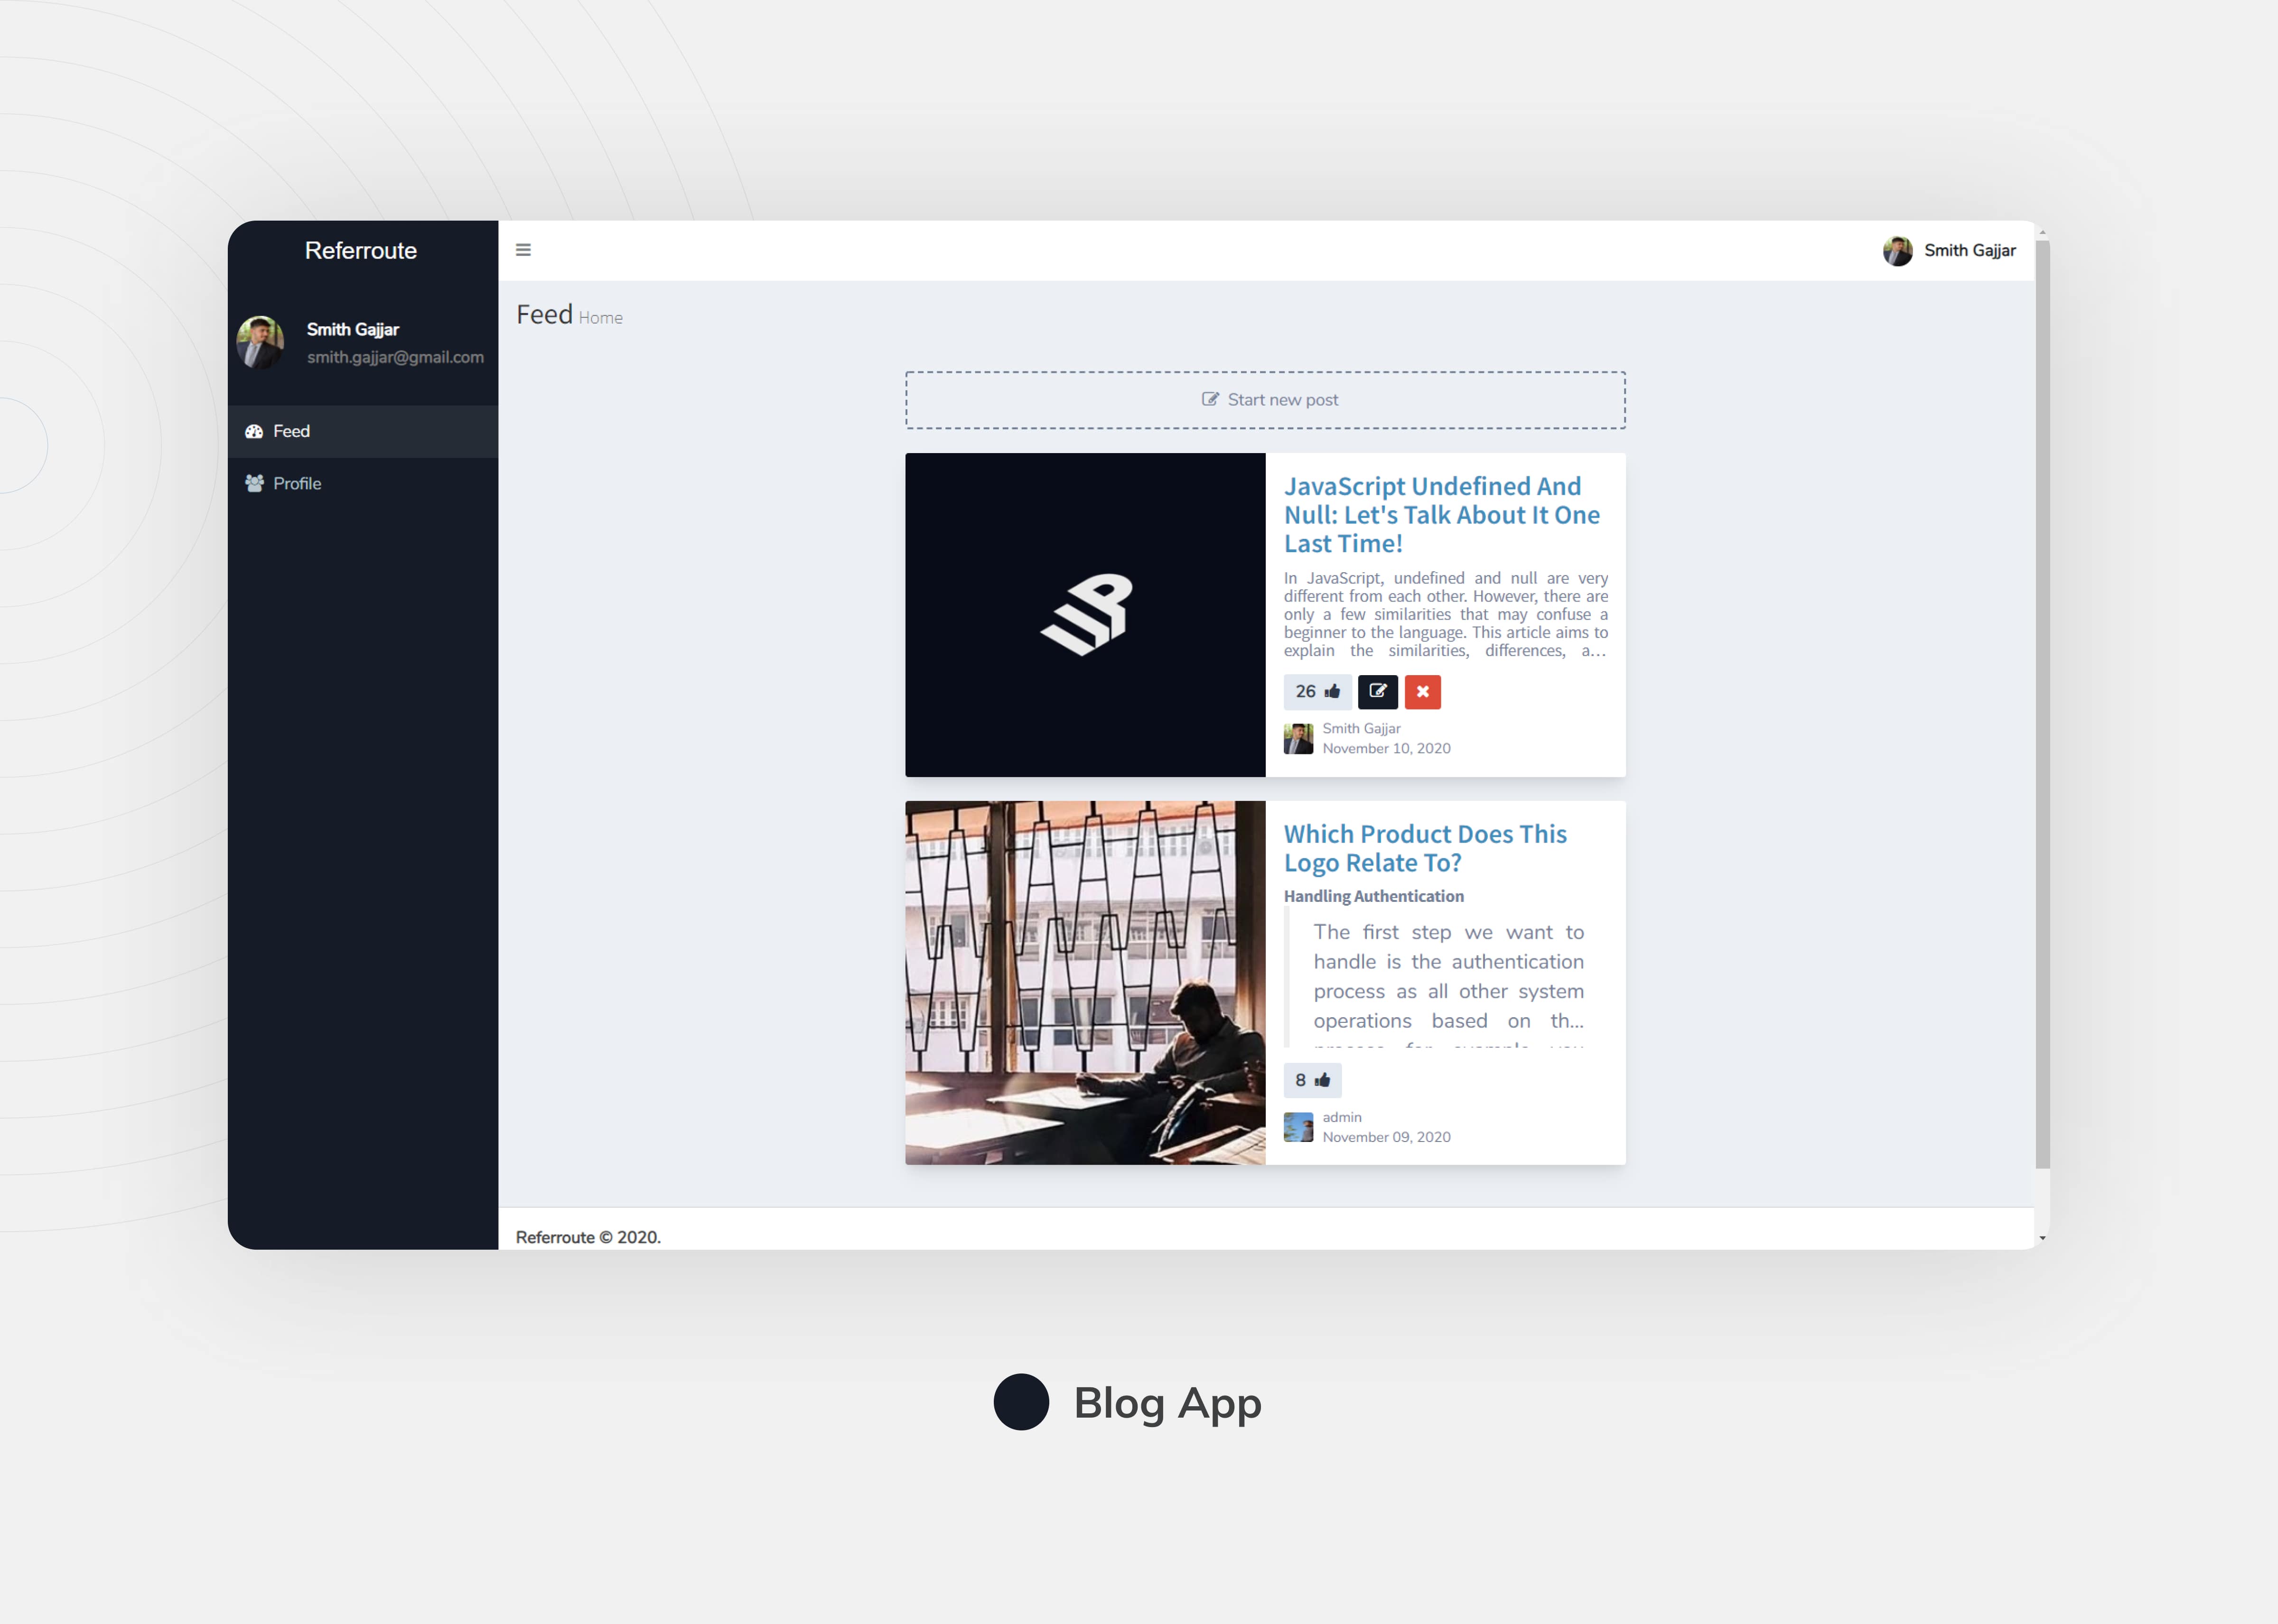 Referroute
Smith Gajjar
smith.gajjar@gmail.com
Feed
Profile
Smith Gajjar
Feed Home
Start new post
JavaScript Undefined And
Null: Let's Talk About It One
Last Time!
In JavaScript, undefined and null are very
different from each other. However, there are
only a few similarities that may confuse a
beginner to the language. This article aims to
explain the similarities, differences, a...
26
Smith Gajjar
November 10, 2020
Which Product Does This
Logo Relate To?
Handling Authentication
The first step we want to
handle is the authentication
process as all other system
operations based on th...
8
admin
November 09, 2020
Referroute © 2020.
Blog App